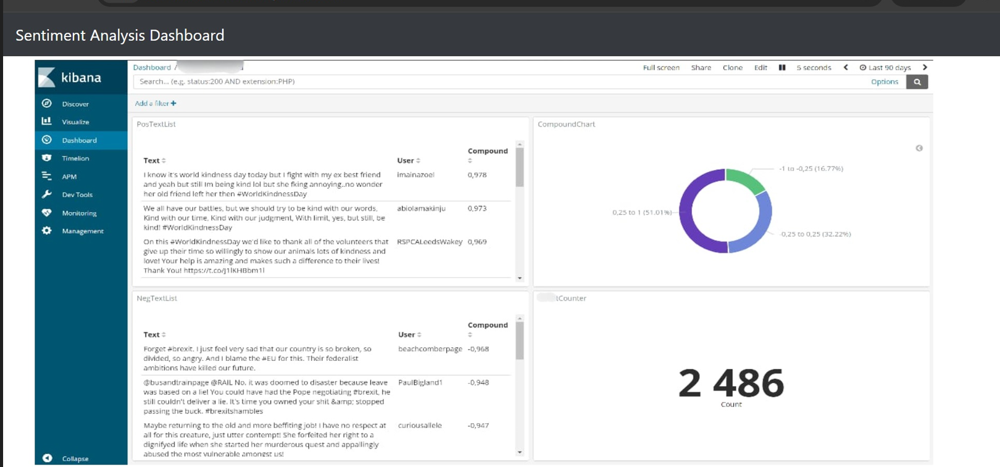 Sentiment Analysis Dashboard
kibana
Discover
Visualize
Dashboard
Timelion
APM
Dev Tools
Monitoring
Management
Collapse
Dashboard /
Full screen Share Clone Edit 5 seconds Last 90 days
Search... (e.g. status:200 AND extension:PHP)
Options
Add a filter +
PosTextList
Text User Compound
I know it's world kindness day today but I fight with my ex best friend imainazoel 0,978
and yeah but still im being kind lol but she fking annoying..no wonder
her old friend left her then #WorldKindnessDay
We all have our battles, but we should try to be kind with our words, abiolamakinju 0,973
Kind with our time, Kind with our judgment, With limit, yes, but still, be
kind! #WorldKindnessDay
On this #WorldKindnessDay we'd like to thank all of the volunteers that RSPCALeedsWakey 0,969
give up their time so willingly to show our animals lots of kindness and
love! Your help is amazing and makes such a difference to their lives!
Thank You! https://t.co/J1lKHBbm1l
CompoundChart
-1 to -0,25 (16.77%)
0,25 to 1 (51.01%)
-0,25 to 0,25 (32.22%)
NegTextList
Text User Compound
Forget #brexit. I just feel very sad that our country is so broken, so beachcomberpage -0,968
divided, so angry. And I blame the #EU for this. Their federalist
ambitions have killed our future.
@busandtrainpage @RAIL No, it was doomed to disaster because leave PaulBigland1 -0,948
was based on a lie! You could have had the Pope negotiating #brexit, he
still couldn't deliver a lie. It's time you owned your shit &amp; stopped
passing the buck. #brexitshambles
Maybe returning to the old and more beffiting job! I have no respect at curiousallele -0,947
all for this creature, just utter contempt! She forfeited her right to a
dignifyed life when she started her murderous quest and appallingly
abused the most vulnerable amongst us!
tCounter
2 486
Count